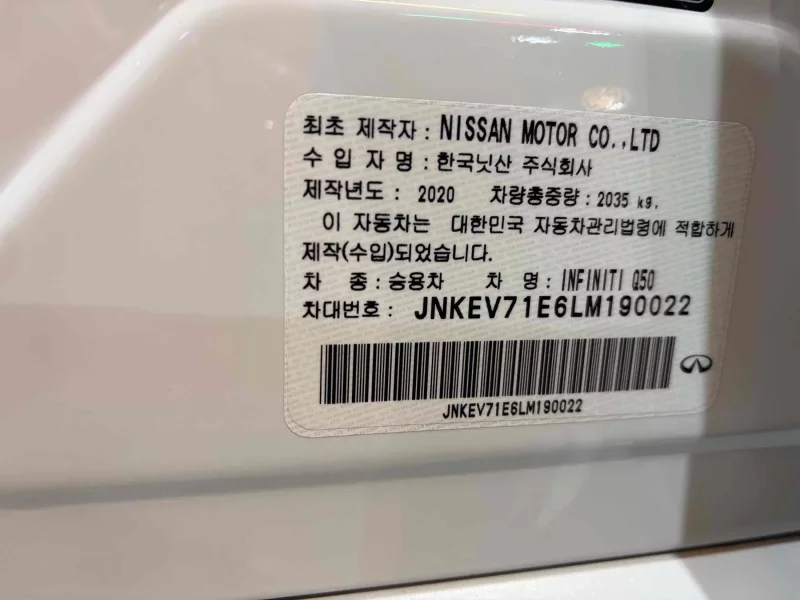 최초 제작자 : NISSAN MOTOR CO.,LTD
수 입 자 명 : 한국닛산 주식회사
제작년도 : 2020 차량총중량 : 2035 kg.
이 자동차는 대한민국 자동차관리법령에 적합하게
제작(수입)되었습니다.
차 종 : 승용차 차 명 : INFINITI Q50
차대번호 : JNKEV71E6LM190022
JNKEV71E6LM190022